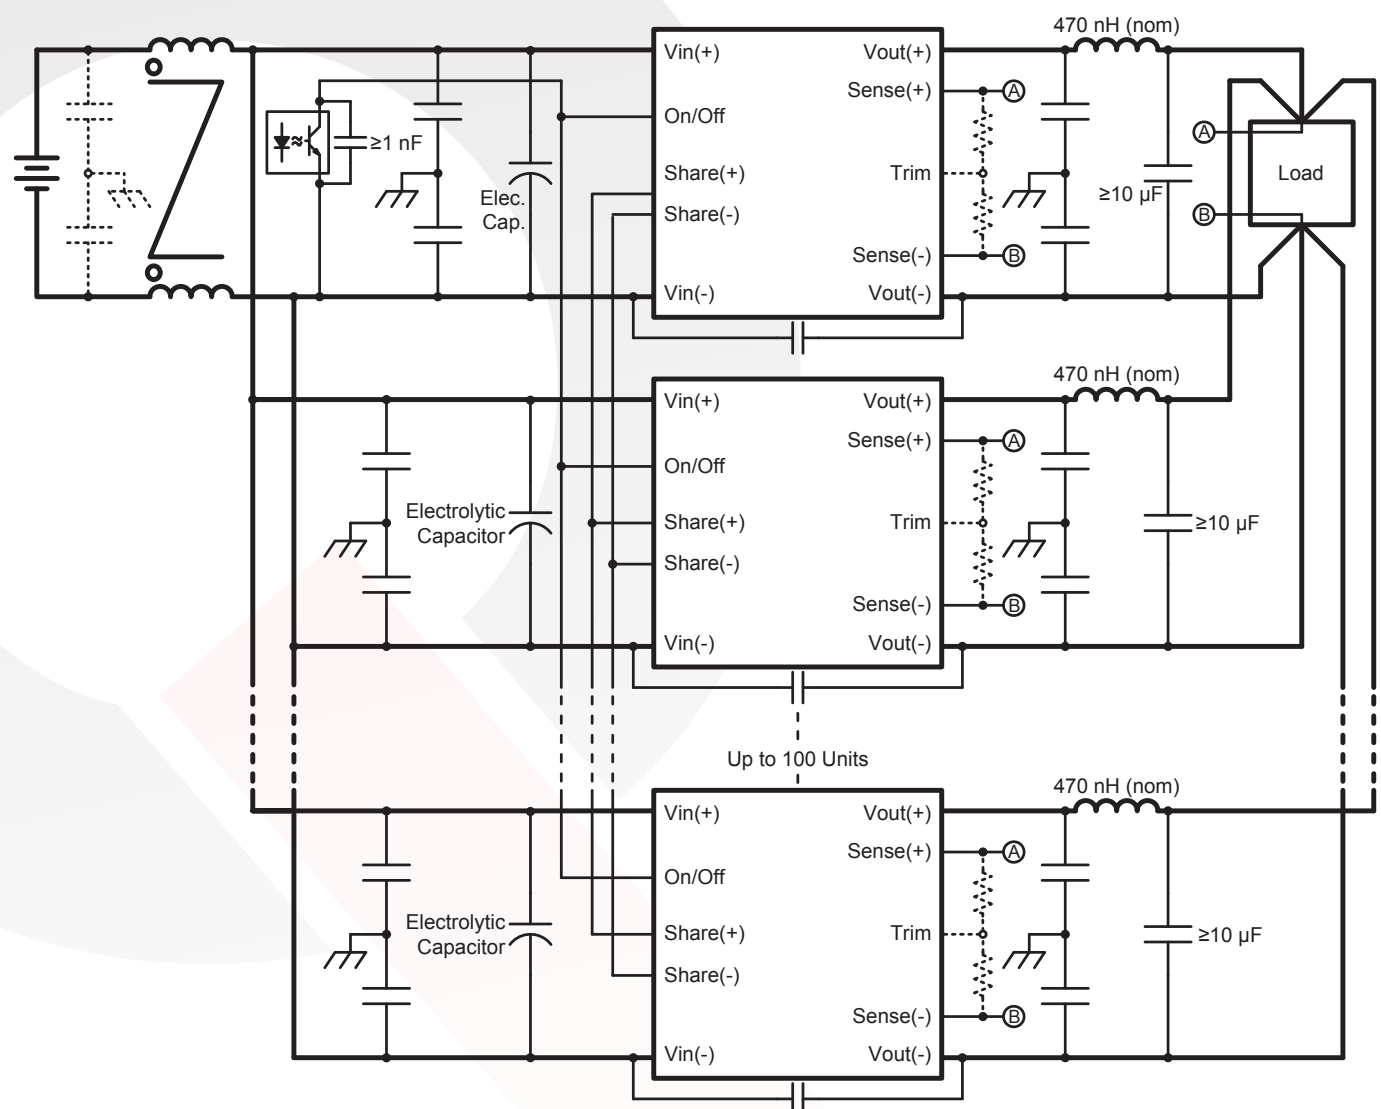 470 nH (nom)
Vin(+)
Vout(+)
Sense(+)
A
On/Off
≥1 nF
A
Share(+)
Trim
Load
≥10 µF
Elec.
Cap.
Share(-)
B
Sense(-)
B
Vin(-)
Vout(-)
470 nH (nom)
Vin(+)
Vout(+)
Sense(+)
A
On/Off
Electrolytic
Capacitor
Share(+)
Trim
≥10 µF
Share(-)
Sense(-)
B
Vin(-)
Vout(-)
Up to 100 Units
470 nH (nom)
Vin(+)
Vout(+)
Sense(+)
A
On/Off
Electrolytic
Capacitor
Share(+)
Trim
≥10 µF
Share(-)
Sense(-)
B
Vin(-)
Vout(-)